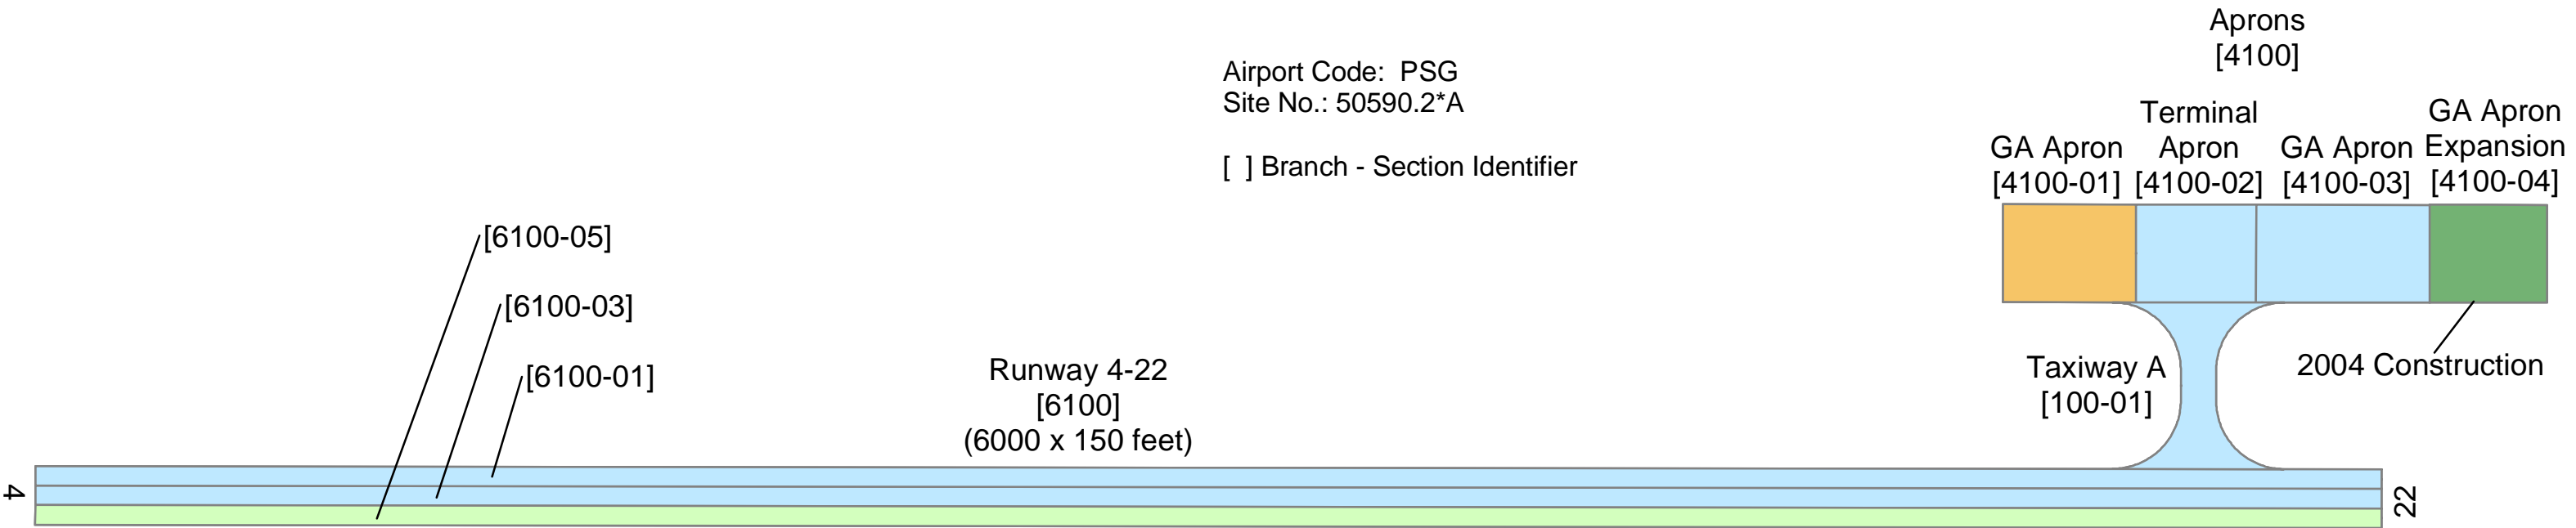 Aprons
[4100]
Airport Code:  PSG
Site No.: 50590.2*A
[  ] Branch - Section Identifier
GA Apron
[4100-01]
Terminal
Apron
[4100-02]
GA Apron
[4100-03]
GA Apron
Expansion
[4100-04]
[6100-05]
[6100-03]
[6100-01]
Runway 4-22
[6100]
(6000 x 150 feet)
Taxiway A
[100-01]
2004 Construction
4
22